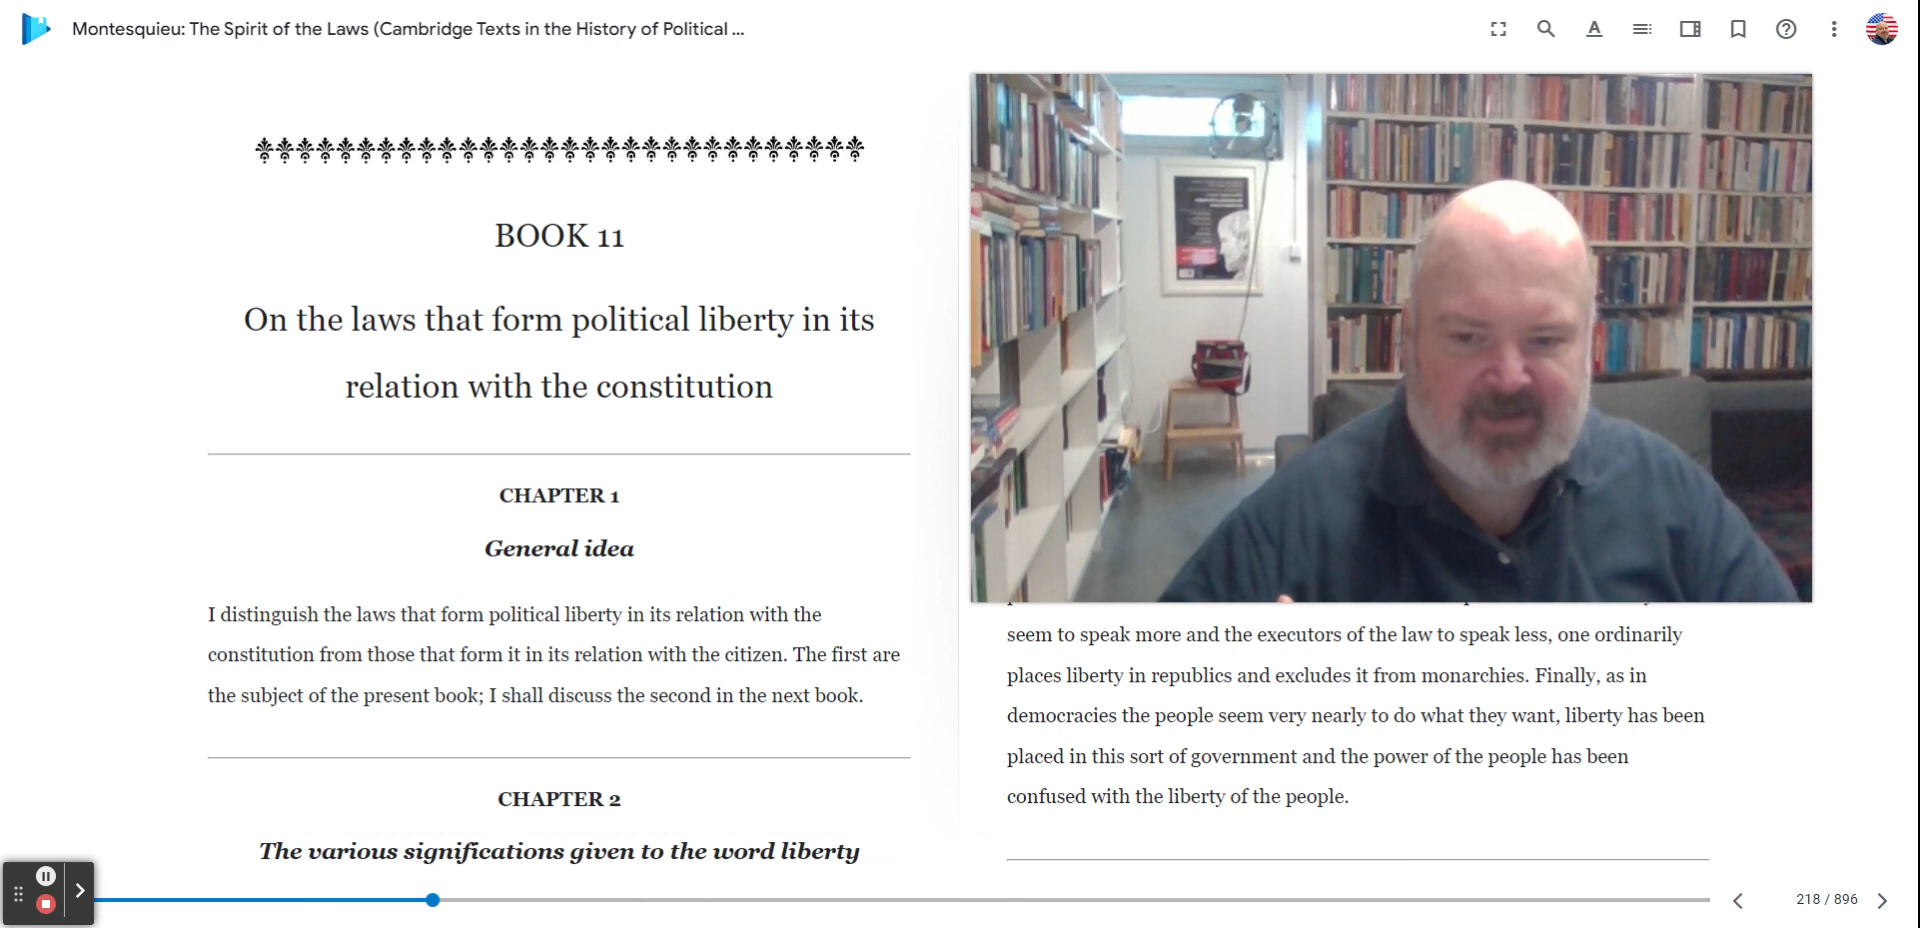 Montesquieu: The Spirit of the Laws (Cambridge Texts in the History of Political ...
BOOK 11
On the laws that form political liberty in its
relation with the constitution
CHAPTER 1
General idea
I distinguish the laws that form political liberty in its relation with the
constitution from those that form it in its relation with the citizen. The first are
the subject of the present book; I shall discuss the second in the next book.
CHAPTER 2
The various significations given to the word liberty
seem to speak more and the executors of the law to speak less, one ordinarily
places liberty in republics and excludes it from monarchies. Finally, as in
democracies the people seem very nearly to do what they want, liberty has been
placed in this sort of government and the power of the people has been
confused with the liberty of the people.
218 / 896